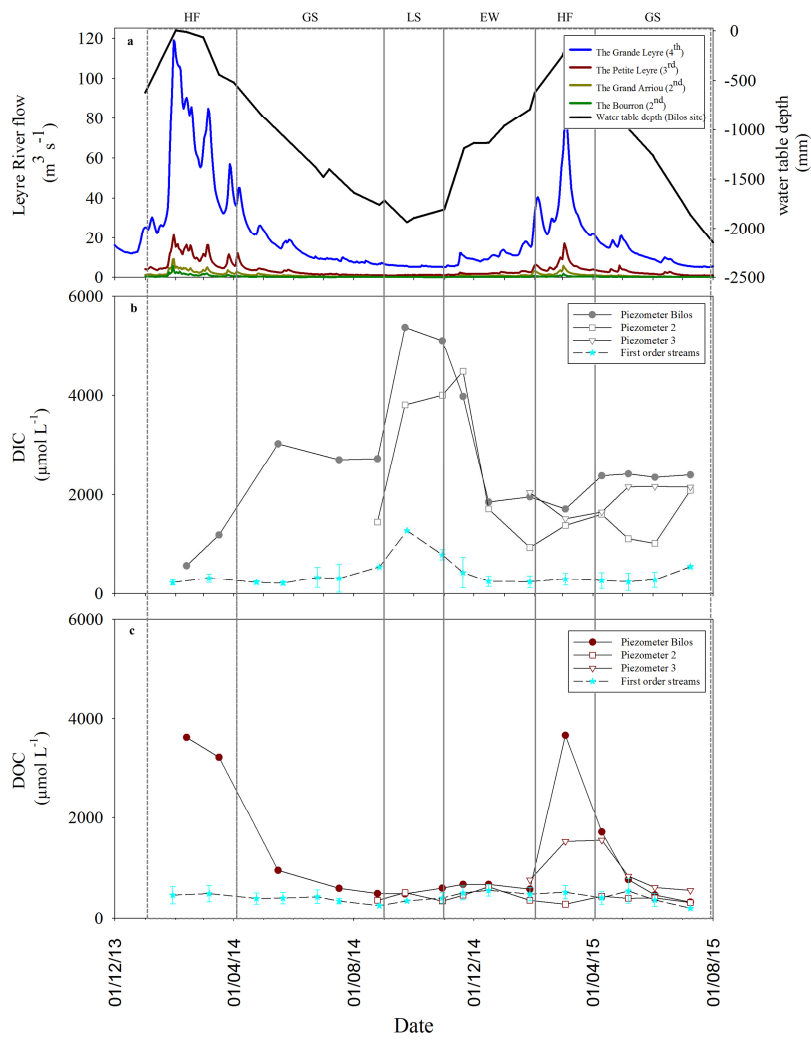 HF GS LS EW HF GS
a
120
100
80
60
40
20
0
Leyre River flow
(m³ s⁻¹)
0
-500
-1000
-1500
-2000
-2500
water table depth
(mm)
The Grande Leyre (4th)
The Petite Leyre (3rd)
The Grand Arriou (2nd)
The Bourron (2nd)
Water table depth (Bilos site)
b
6000
4000
2000
0
DIC
(µmol L⁻¹)
Piezometer Bilos
Piezometer 2
Piezometer 3
First order streams
c
6000
4000
2000
0
DOC
(µmol L⁻¹)
Piezometer Bilos
Piezometer 2
Piezometer 3
First order streams
01/12/13
01/04/14
01/08/14
01/12/14
01/04/15
01/08/15
Date